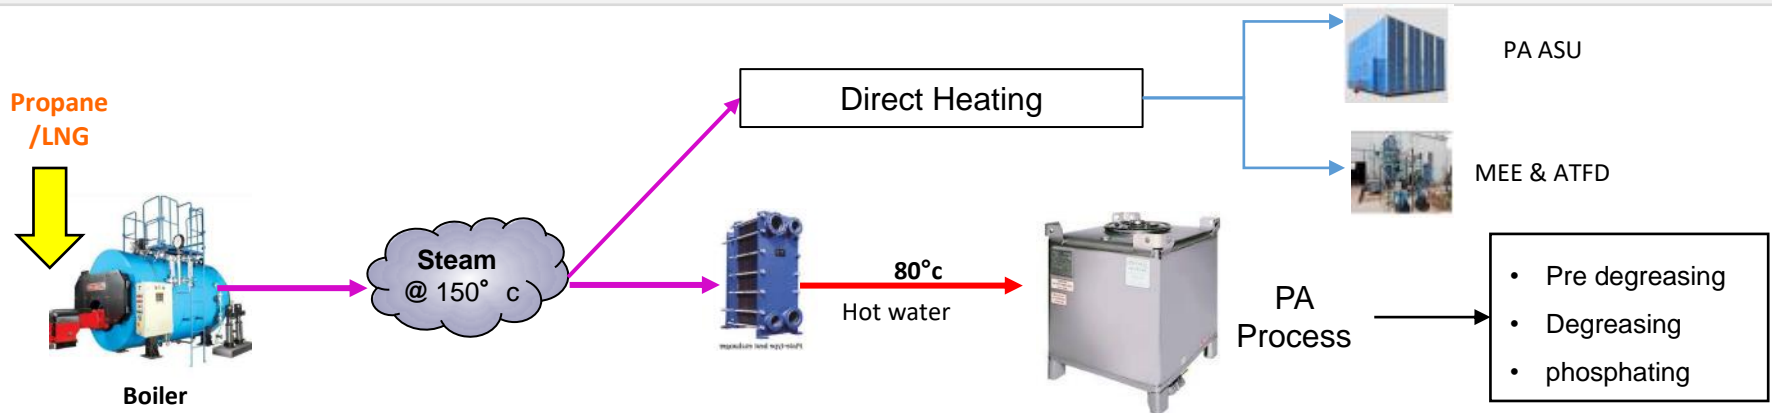 Propane
/LNG
Boiler
Steam
@ 150° c
Direct Heating
PA ASU
MEE & ATFD
80°c
Hot water
PA
Process
• Pre degreasing
• Degreasing
• phosphating